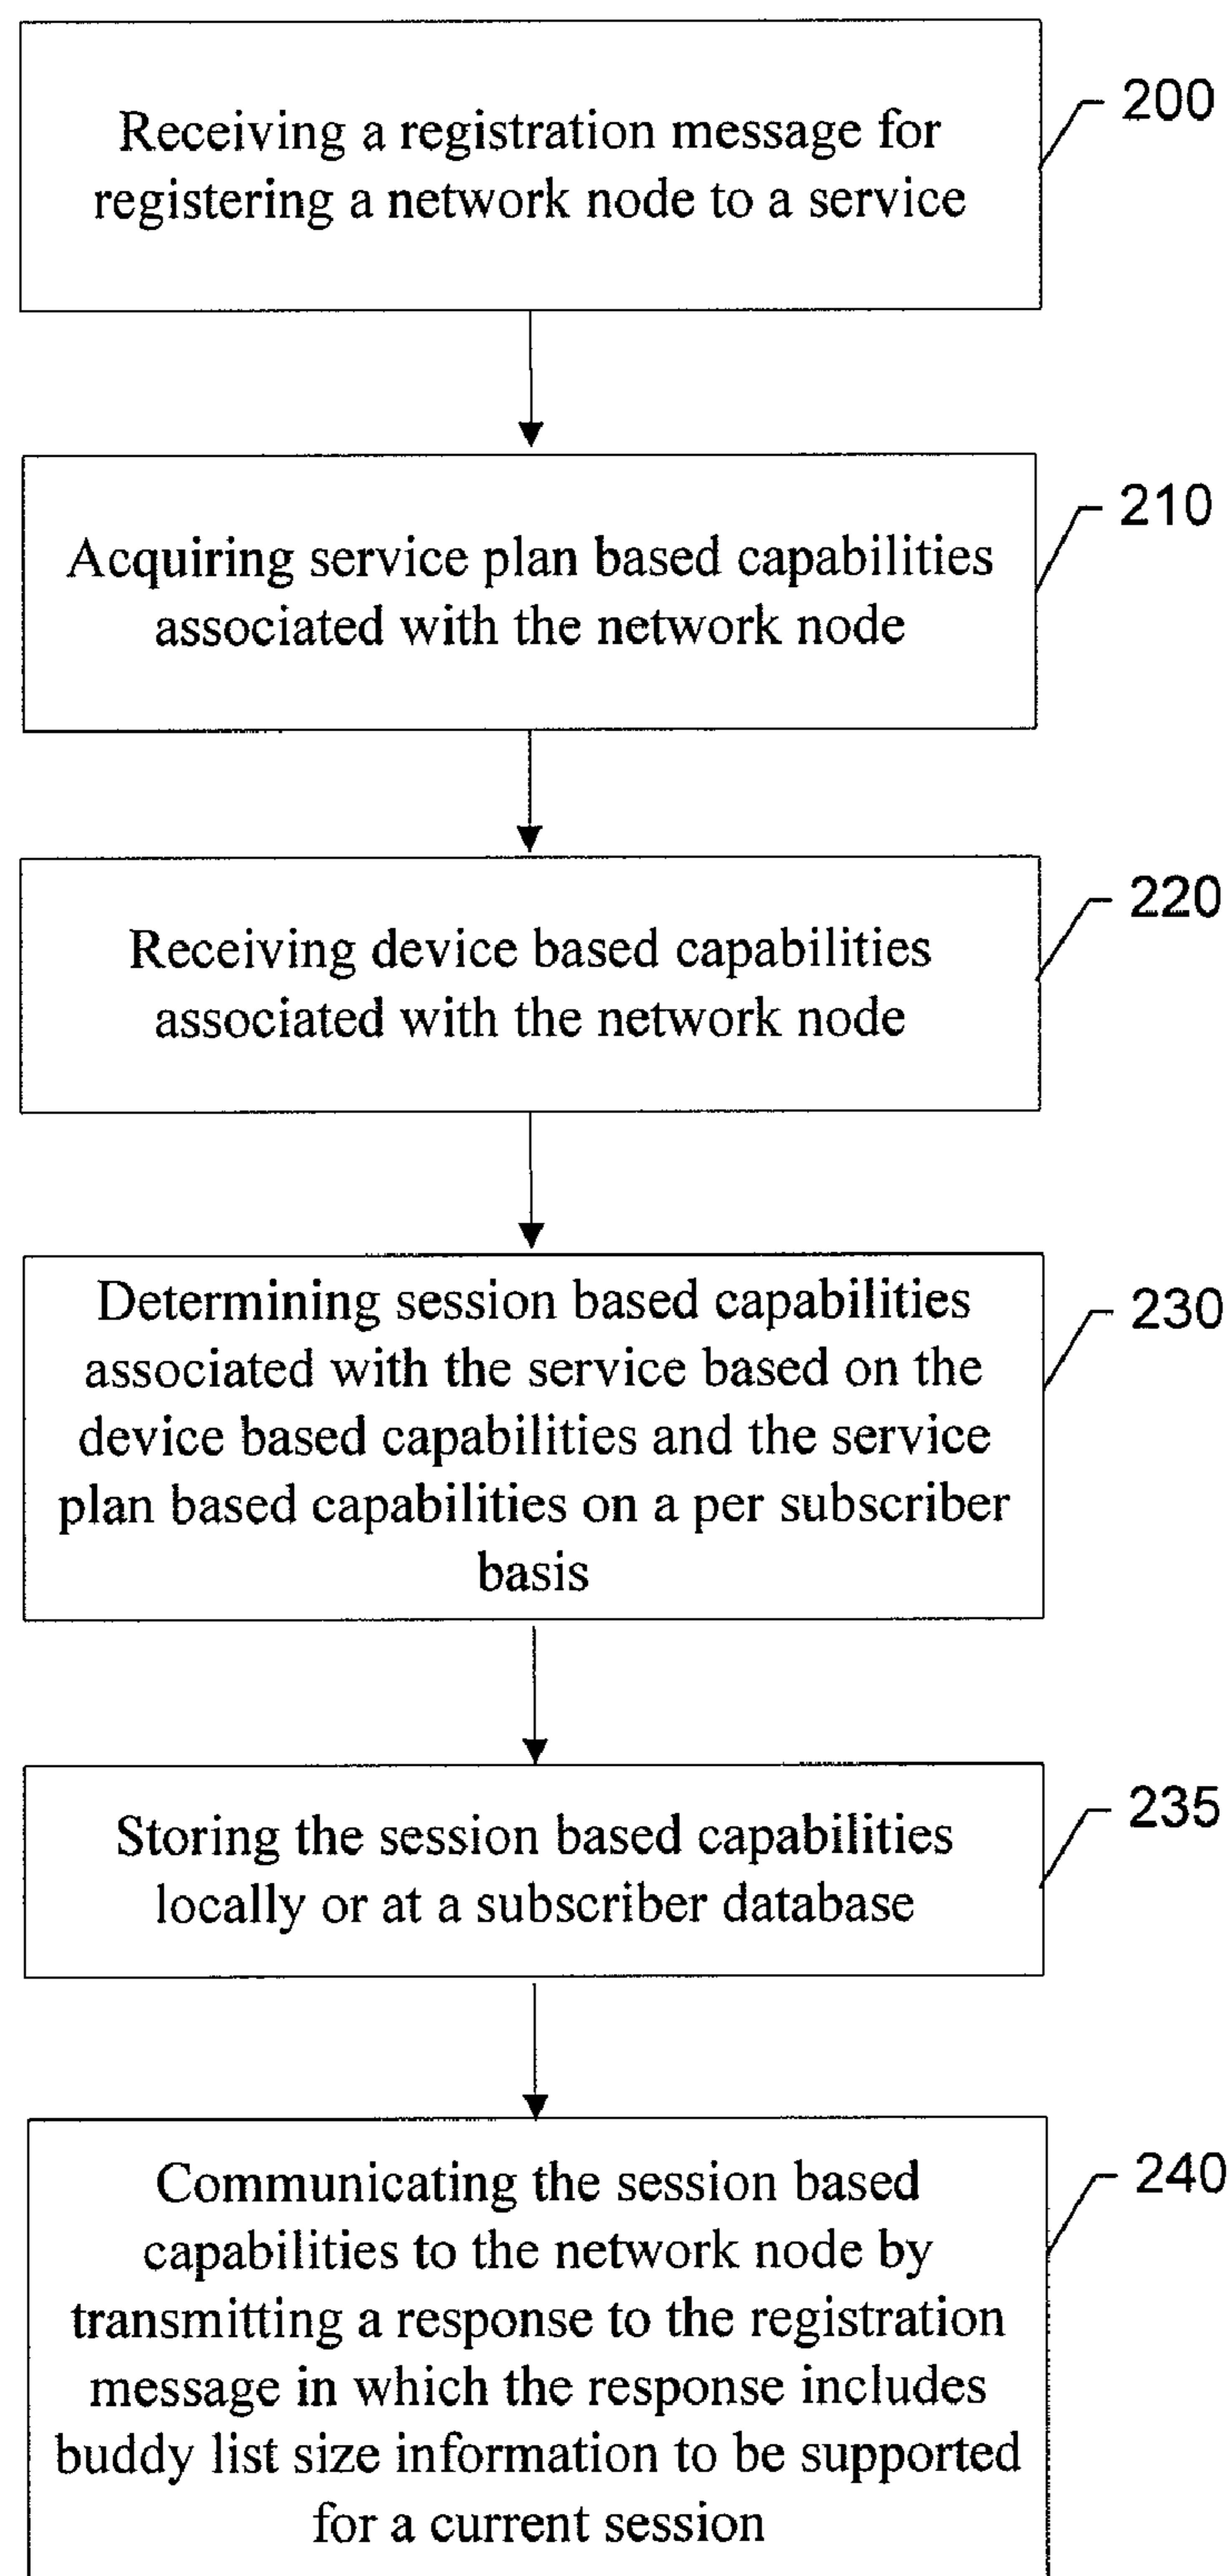 Receiving a registration message for
registering a network node to a service
200
Acquiring service plan based capabilities
associated with the network node
210
Receiving device based capabilities
associated with the network node
220
Determining session based capabilities
associated with the service based on the
device based capabilities and the service
plan based capabilities on a per subscriber
basis
230
Storing the session based capabilities
locally or at a subscriber database
235
Communicating the session based
capabilities to the network node by
transmitting a response to the registration
message in which the response includes
buddy list size information to be supported
for a current session
240